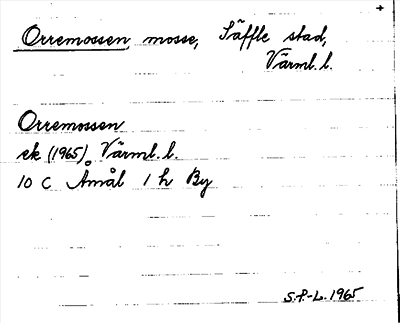 +
Orremossen, mosse, Säffle stad,
Värml. l.
Orremossen
ek (1965). Värml. l.
10 C Åmål 1 h By
S.P.-L. 1965